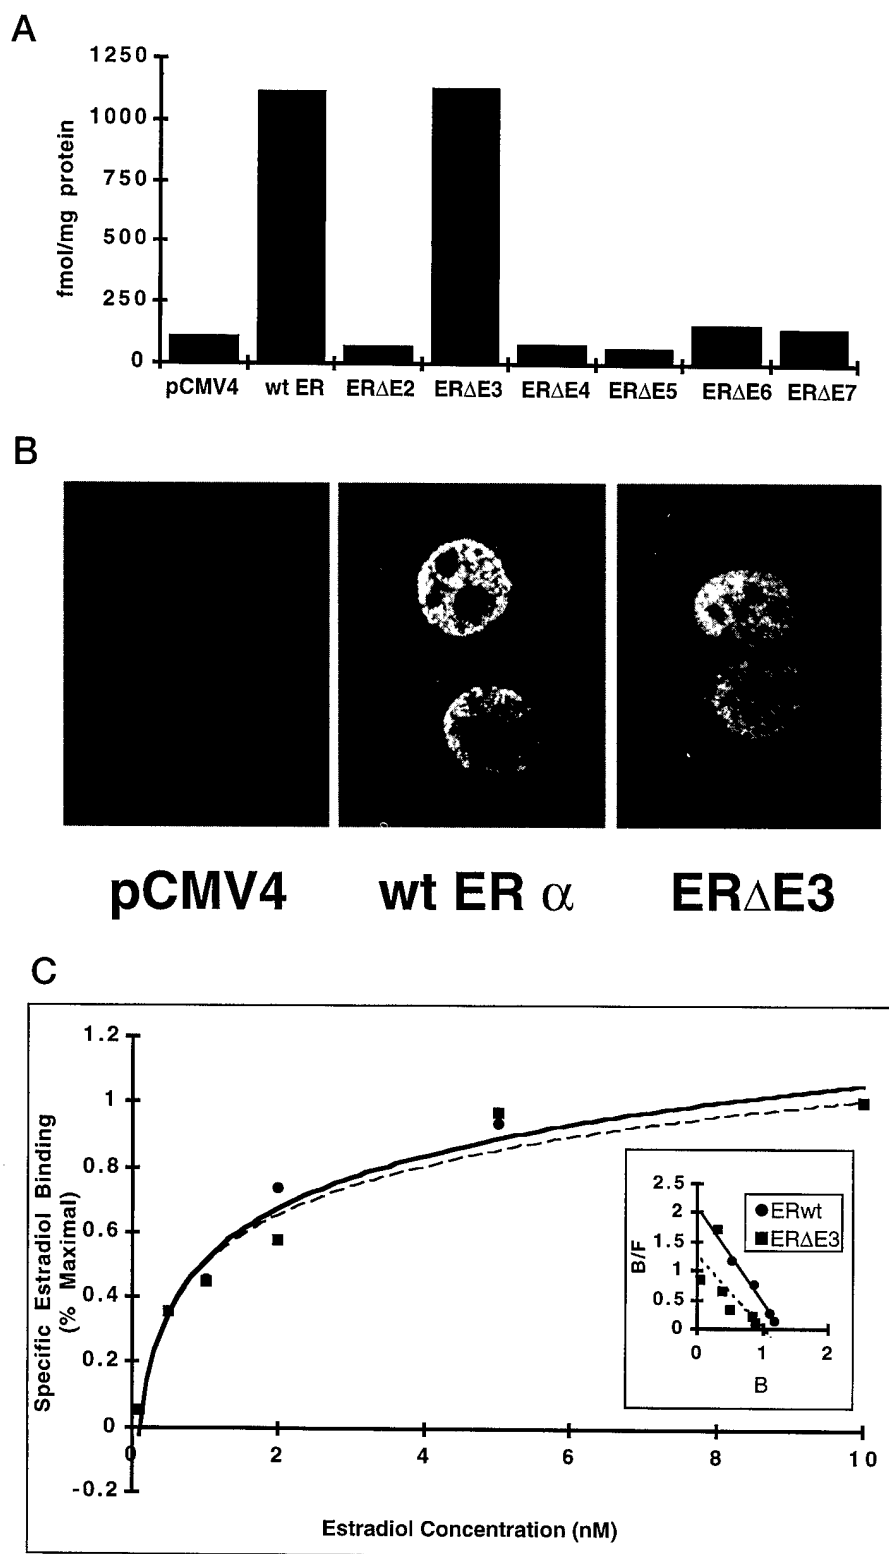 A
1250
1000
750
500
250
0
fmol/mg protein
pCMV4 wt ER ERΔE2 ERΔE3 ERΔE4 ERΔE5 ERΔE6 ERΔE7
B
pCMV4 wt ER α ERΔE3
C
1.2
1
0.8
0.6
0.4
0.2
0
-0.2
Specific Estradiol Binding
(% Maximal)
0 2 4 6 8 10
Estradiol Concentration (nM)
2.5
2
1.5
1
0.5
0
B/F
ERwt
ERΔE3
0 1 2
B